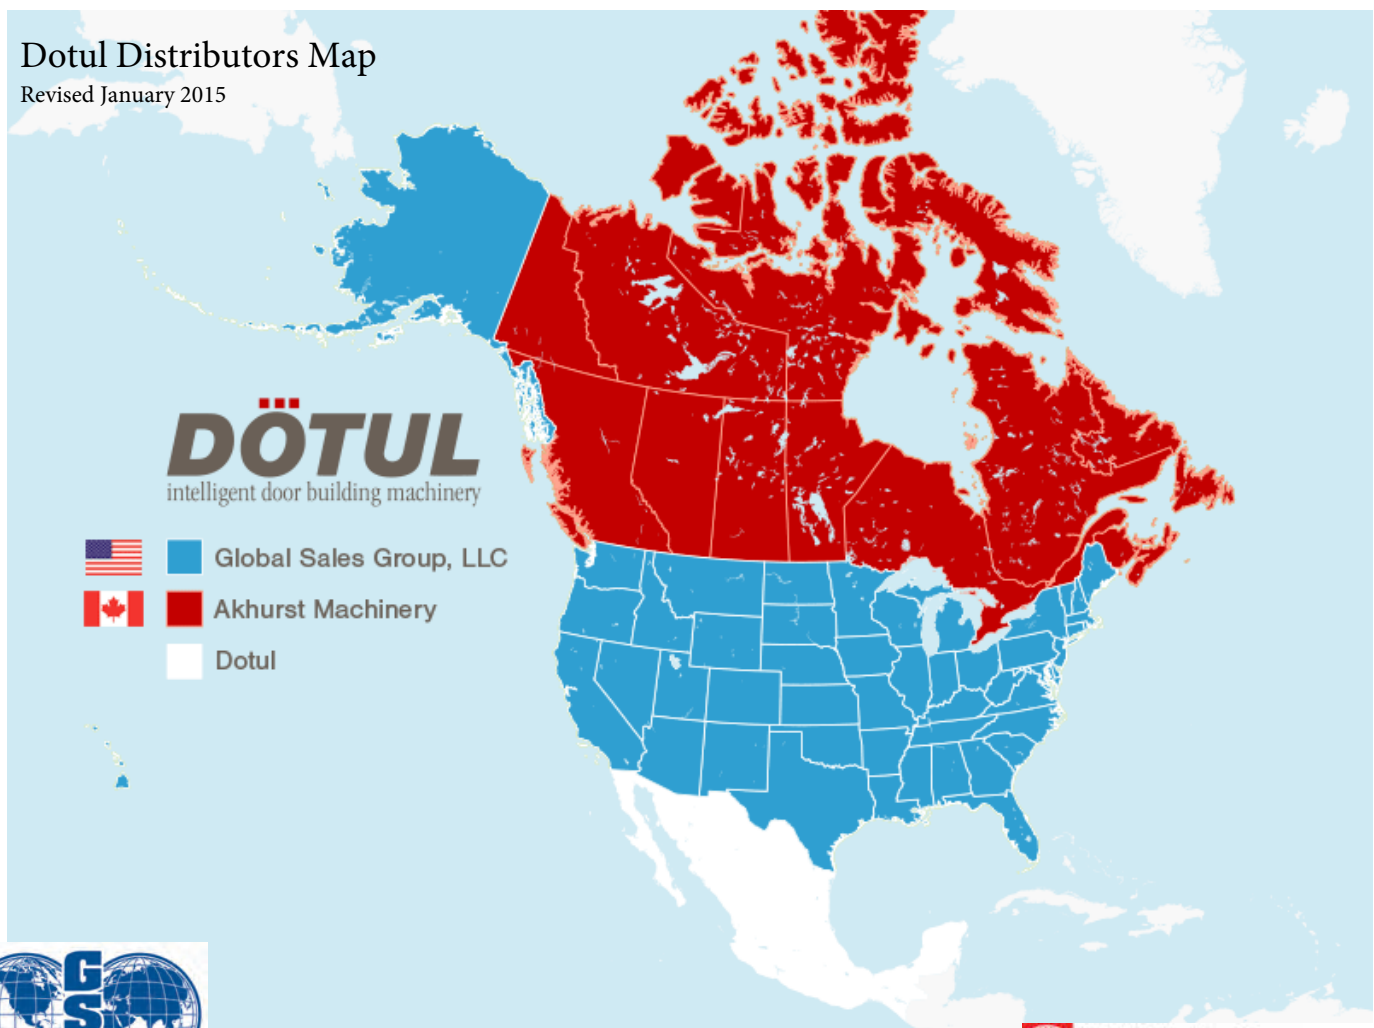 Dotul Distributors Map
Revised January 2015
DÖTUL
intelligent door building machinery
Global Sales Group, LLC
Akhurst Machinery
Dotul
G
S